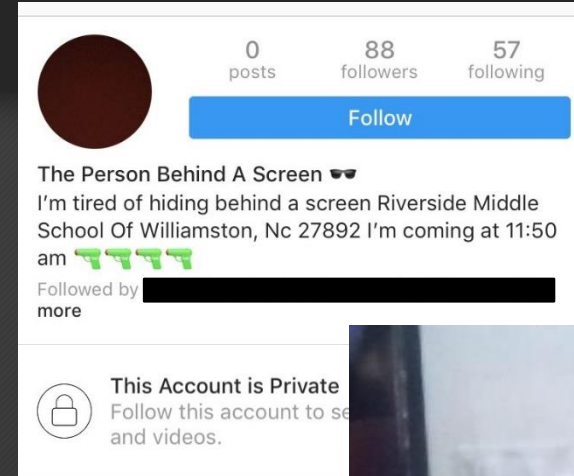 0 88 57
posts followers following
Follow
The Person Behind A Screen 🕶️
I'm tired of hiding behind a screen Riverside Middle
School Of Williamston, Nc 27892 I'm coming at 11:50
am 🔫🔫🔫🔫
Followed by
more
This Account is Private
Follow this account to se
and videos.